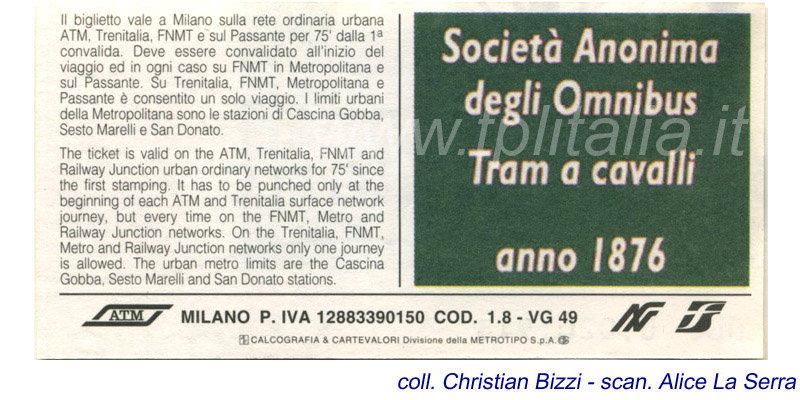 Il biglietto vale a Milano sulla rete ordinaria urbana
ATM, Trenitalia, FNMT e sul Passante per 75' dalla 1ª
convalida. Deve essere convalidato all'inizio del
viaggio ed in ogni caso su FNMT in Metropolitana e
sul Passante. Su Trenitalia, FNMT, Metropolitana e
Passante è consentito un solo viaggio. I limiti urbani
della Metropolitana sono le stazioni di Cascina Gobba,
Sesto Marelli e San Donato.
The ticket is valid on the ATM, Trenitalia, FNMT and
Railway Junction urban ordinary networks for 75' since
the first stamping. It has to be punched only at the
beginning of each ATM and Trenitalia surface network
journey, but every time on the FNMT, Metro and
Railway Junction networks. On the Trenitalia, FNMT,
Metro and Railway Junction networks only one journey
is allowed. The urban metro limits are the Cascina
Gobba, Sesto Marelli and San Donato stations.
Società Anonima
degli Omnibus
Tram a cavalli
anno 1876
www.tplitalia.it
ATM MILANO P. IVA 12883390150 COD. 1.8 - VG 49
CALCOGRAFIA & CARTEVALORI Divisione della METROTIPO S.p.A.
coll. Christian Bizzi - scan. Alice La Serra